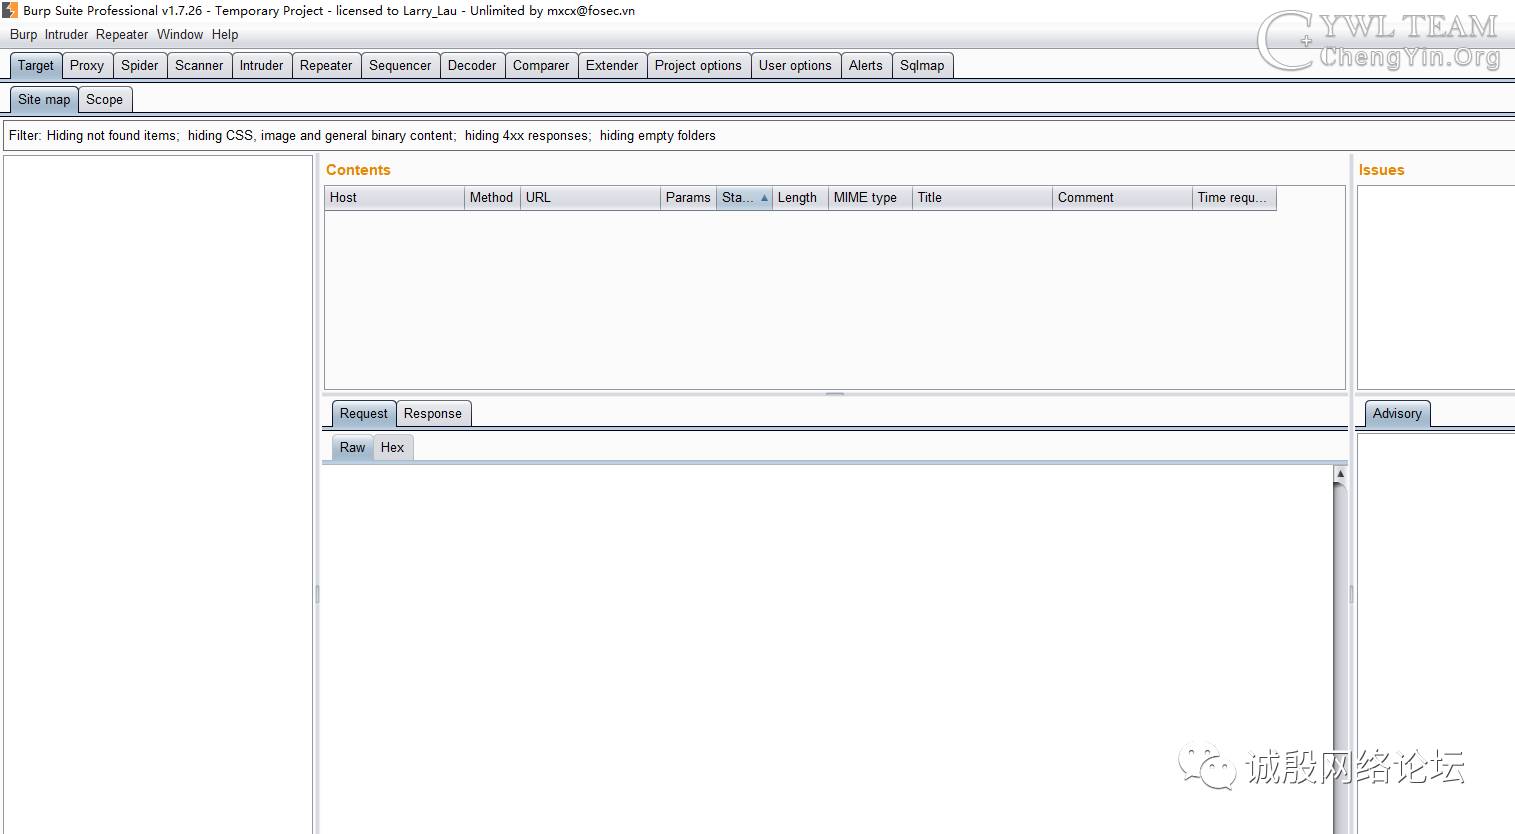 Burp Suite Professional v1.7.26 - Temporary Project - licensed to Larry_Lau - Unlimited by mxcx@fosec.vn
Burp Intruder Repeater Window Help
CYWL TEAM
ChengYin.Org
Target Proxy Spider Scanner Intruder Repeater Sequencer Decoder Comparer Extender Project options User options Alerts Sqlmap
Site map Scope
Filter: Hiding not found items; hiding CSS, image and general binary content; hiding 4xx responses; hiding empty folders
Contents
Issues
Host Method URL Params Sta... Length MIME type Title Comment Time requ...
Request Response
Advisory
Raw Hex
诚殷网络论坛